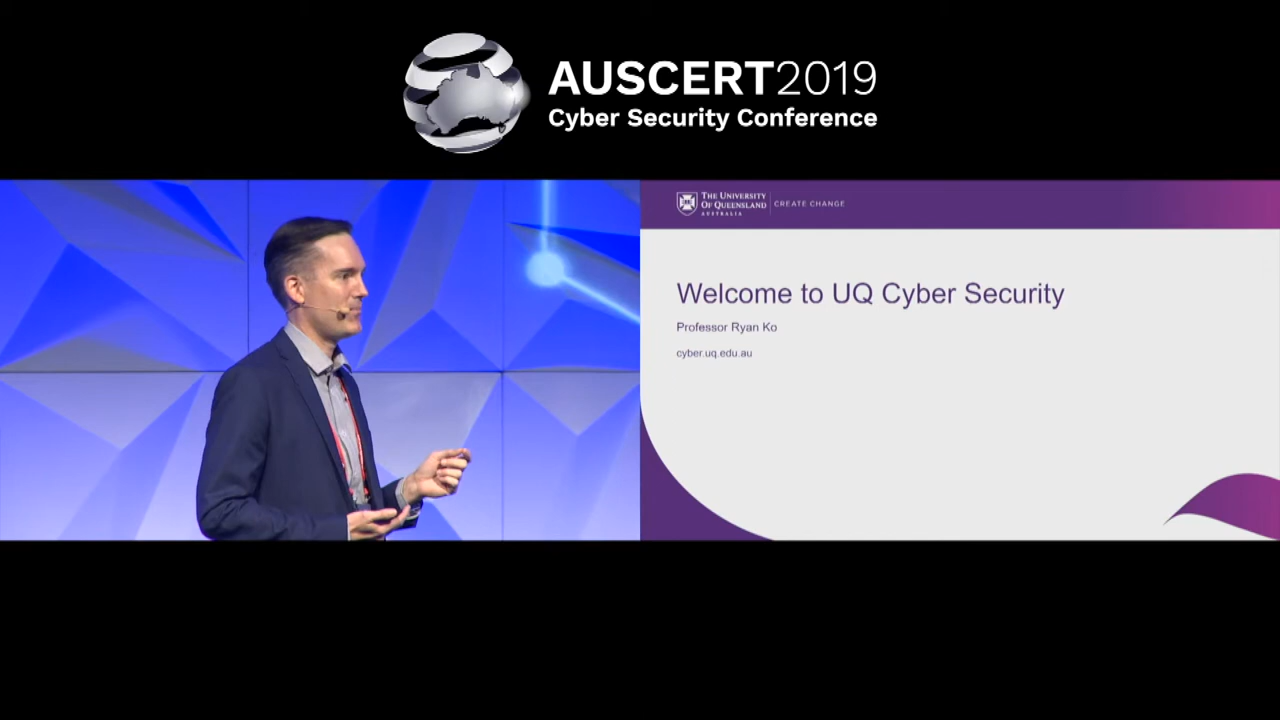 AUSCERT2019
Cyber Security Conference
THE UNIVERSITY
OF QUEENSLAND
AUSTRALIA
CREATE CHANGE
Welcome to UQ Cyber Security
Professor Ryan Ko
cyber.uq.edu.au